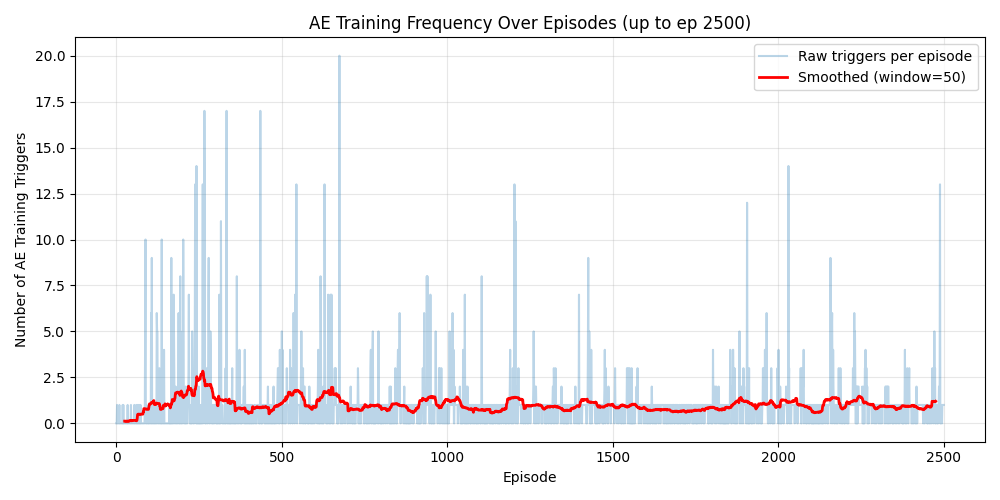 AE Training Frequency Over Episodes (up to ep 2500)
Raw triggers per episode
Smoothed (window=50)
Number of AE Training Triggers
20.0
17.5
15.0
12.5
10.0
7.5
5.0
2.5
0.0
0 500 1000 1500 2000 2500
Episode